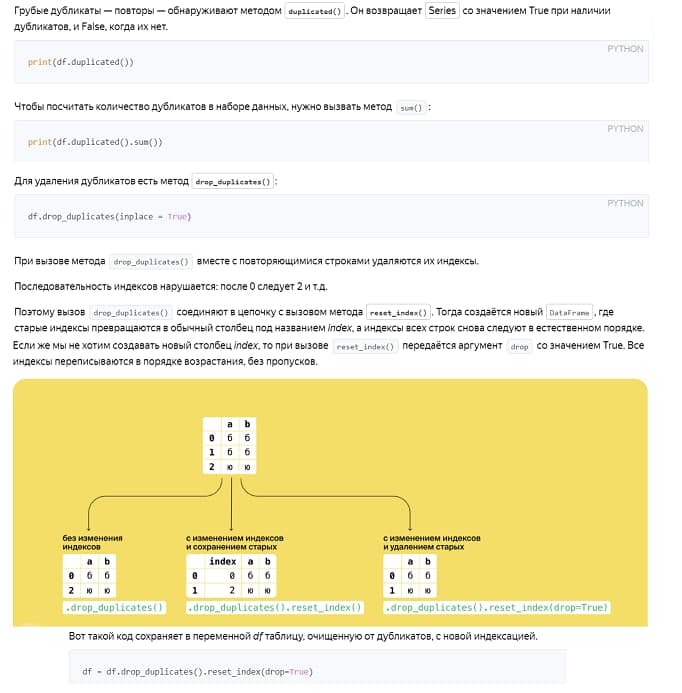 Грубые дубликаты — повторы — обнаруживают методом duplicated(). Он возвращает Series со значением True при наличии
дубликатов, и False, когда их нет.
PYTHON
print(df.duplicated())
Чтобы посчитать количество дубликатов в наборе данных, нужно вызвать метод sum() :
PYTHON
print(df.duplicated().sum())
Для удаления дубликатов есть метод drop_duplicates() :
PYTHON
df.drop_duplicates(inplace = True)
При вызове метода drop_duplicates() вместе с повторяющимися строками удаляются их индексы.
Последовательность индексов нарушается: после 0 следует 2 и т.д.
Поэтому вызов drop_duplicates() соединяют в цепочку с вызовом метода reset_index() . Тогда создаётся новый DataFrame , где
старые индексы превращаются в обычный столбец под названием index, а индексы всех строк снова следуют в естественном порядке.
Если же мы не хотим создавать новый столбец index, то при вызове reset_index() передаётся аргумент drop со значением True. Все
индексы переписываются в порядке возрастания, без пропусков.
a b
0 б б
1 б б
2 ю ю
без изменения
индексов
a b
0 б б
2 ю ю
.drop_duplicates()
с изменением индексов
и сохранением старых
index a b
0 0 б б
1 2 ю ю
.drop_duplicates().reset_index()
с изменением индексов
и удалением старых
a b
0 б б
1 ю ю
.drop_duplicates().reset_index(drop=True)
Вот такой код сохраняет в переменной df таблицу, очищенную от дубликатов, с новой индексацией.
df = df.drop_duplicates().reset_index(drop=True)